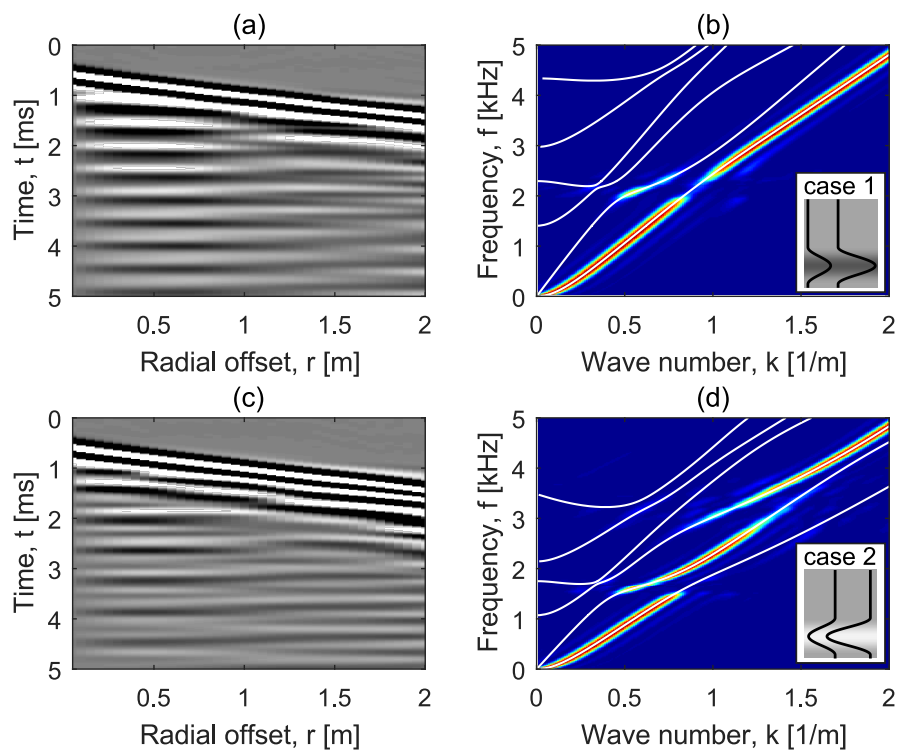 (a)
0
1
2
3
4
5
Time, t [ms]
0.5 1 1.5 2
Radial offset, r [m]
(b)
5
4
3
2
1
0
Frequency, f [kHz]
0 0.5 1 1.5 2
Wave number, k [1/m]
case 1
(c)
0
1
2
3
4
5
Time, t [ms]
0.5 1 1.5 2
Radial offset, r [m]
(d)
5
4
3
2
1
0
Frequency, f [kHz]
0 0.5 1 1.5 2
Wave number, k [1/m]
case 2